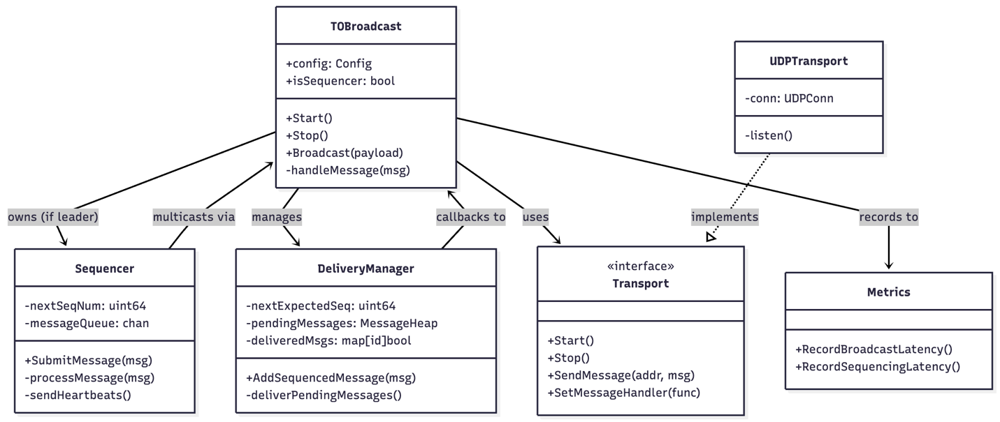 TOBroadcast
+config: Config
+isSequencer: bool
+Start()
+Stop()
+Broadcast(payload)
-handleMessage(msg)
UDPTransport
-conn: UDPConn
-listen()
owns (if leader)
multicasts via
manages
callbacks to
uses
implements
records to
Sequencer
-nextSeqNum: uint64
-messageQueue: chan
+SubmitMessage(msg)
-processMessage(msg)
-sendHeartbeats()
DeliveryManager
-nextExpectedSeq: uint64
-pendingMessages: MessageHeap
-deliveredMsgs: map[id]bool
+AddSequencedMessage(msg)
-deliverPendingMessages()
«interface»
Transport
+Start()
+Stop()
+SendMessage(addr, msg)
+SetMessageHandler(func)
Metrics
+RecordBroadcastLatency()
+RecordSequencingLatency()